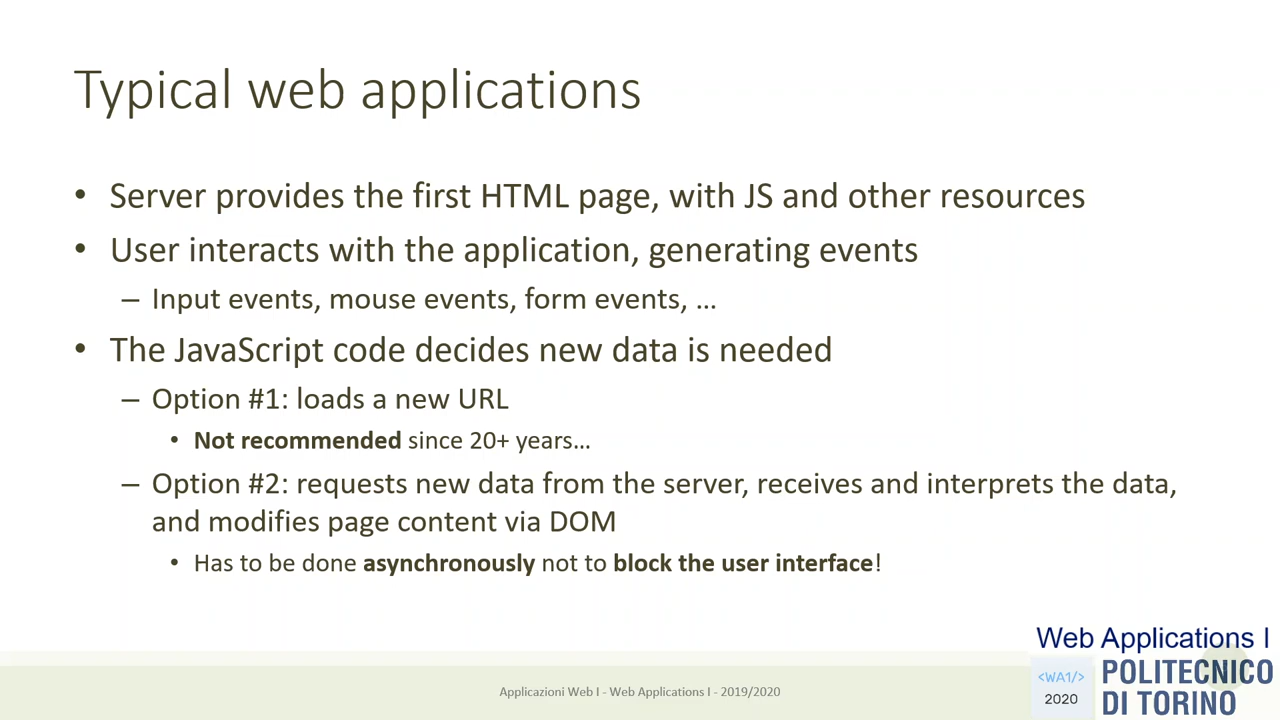 Typical web applications
• Server provides the first HTML page, with JS and other resources
• User interacts with the application, generating events
– Input events, mouse events, form events, …
• The JavaScript code decides new data is needed
– Option #1: loads a new URL
• Not recommended since 20+ years…
– Option #2: requests new data from the server, receives and interprets the data,
and modifies page content via DOM
• Has to be done asynchronously not to block the user interface!
Applicazioni Web I - Web Applications I - 2019/2020
Web Applications I
<WA1/>
2020
POLITECNICO
DI TORINO